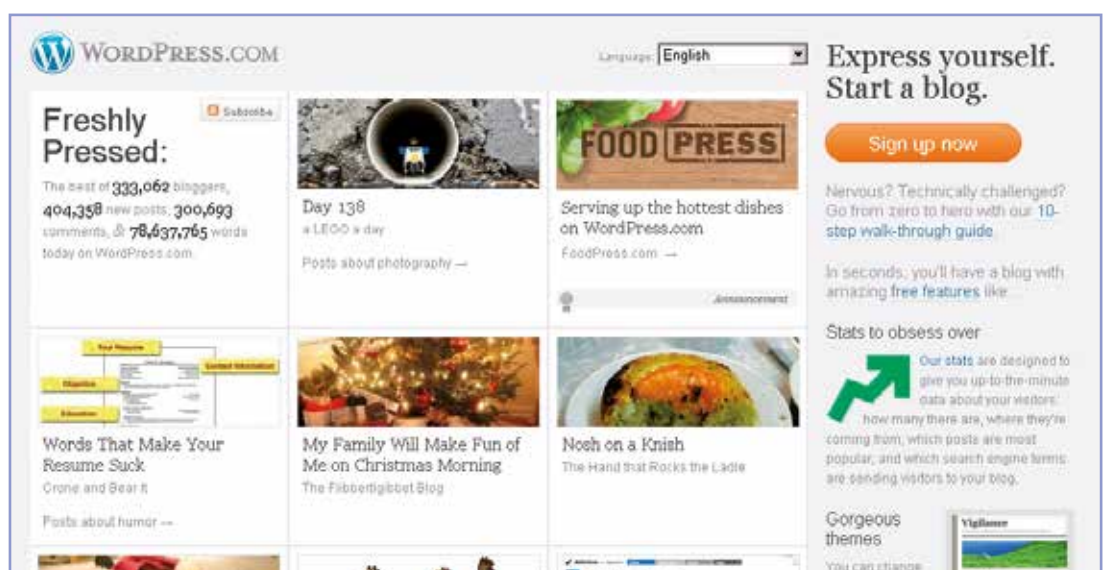 WORDPRESS.COM
Language: English
Freshly
Pressed:
Subscribe
The best of 333,062 bloggers,
404,358 new posts, 300,693
comments, & 78,637,765 words
today on WordPress.com.
Day 138
a LEGO a day
Posts about photography →
FOOD PRESS
Serving up the hottest dishes
on WordPress.com
FoodPress.com →
Announcement
Your Resume
Contact Information
Objective
Education
Words That Make Your
Resume Suck
Crone and Bear It
Posts about humor →
My Family Will Make Fun of
Me on Christmas Morning
The Flibbertigibbet Blog
Nosh on a Knish
The Hand that Rocks the Ladle
Express yourself.
Start a blog.
Sign up now
Nervous? Technically challenged?
Go from zero to hero with our 10-
step walk-through guide.
In seconds, you'll have a blog with
amazing free features like...
Stats to obsess over
Our stats are designed to
give you up-to-the-minute
data about your visitors:
how many there are, where they're
coming from, which posts are most
popular, and which search engine terms
are sending visitors to your blog.
Gorgeous
themes
Vigilance
You can change